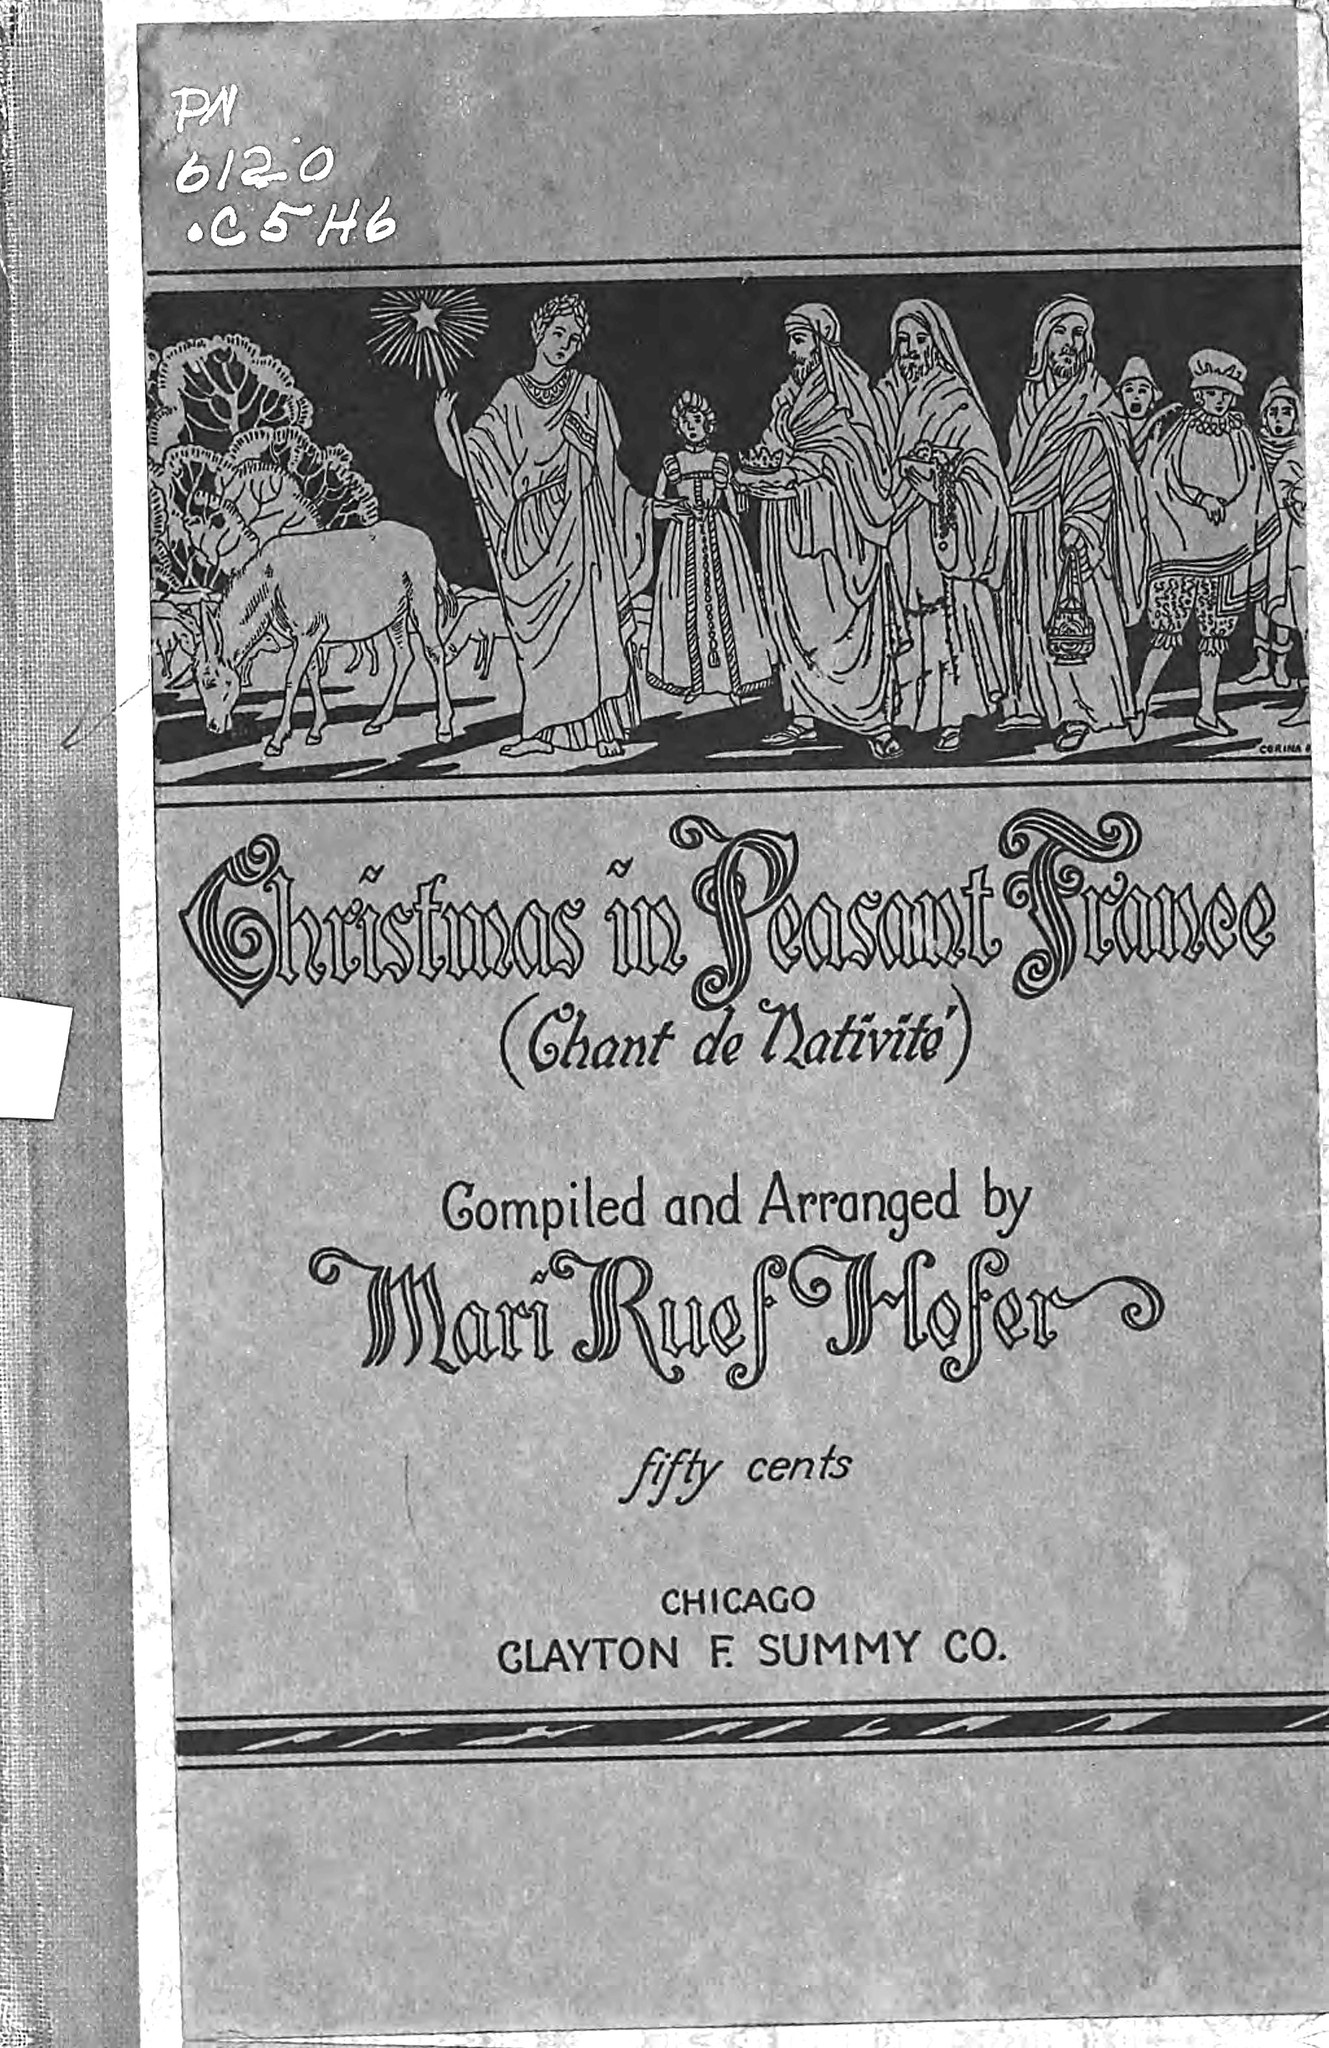 PN
6120
.C5H6
CORINA
Christmas in Peasant France
(Chant de Nativité)
Compiled and Arranged by
Mari Ruef Hofer
fifty cents
CHICAGO
CLAYTON F. SUMMY CO.